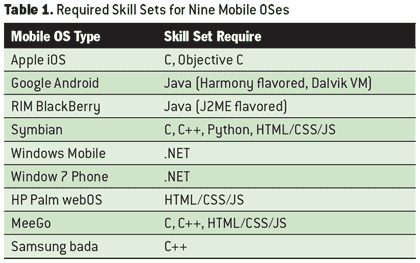 Table 1. Required Skill Sets for Nine Mobile OSes
Mobile OS Type Skill Set Require
Apple iOS C, Objective C
Google Android Java (Harmony flavored, Dalvik VM)
RIM BlackBerry Java (J2ME flavored)
Symbian C, C++, Python, HTML/CSS/JS
Windows Mobile .NET
Window 7 Phone .NET
HP Palm webOS HTML/CSS/JS
MeeGo C, C++, HTML/CSS/JS
Samsung bada C++